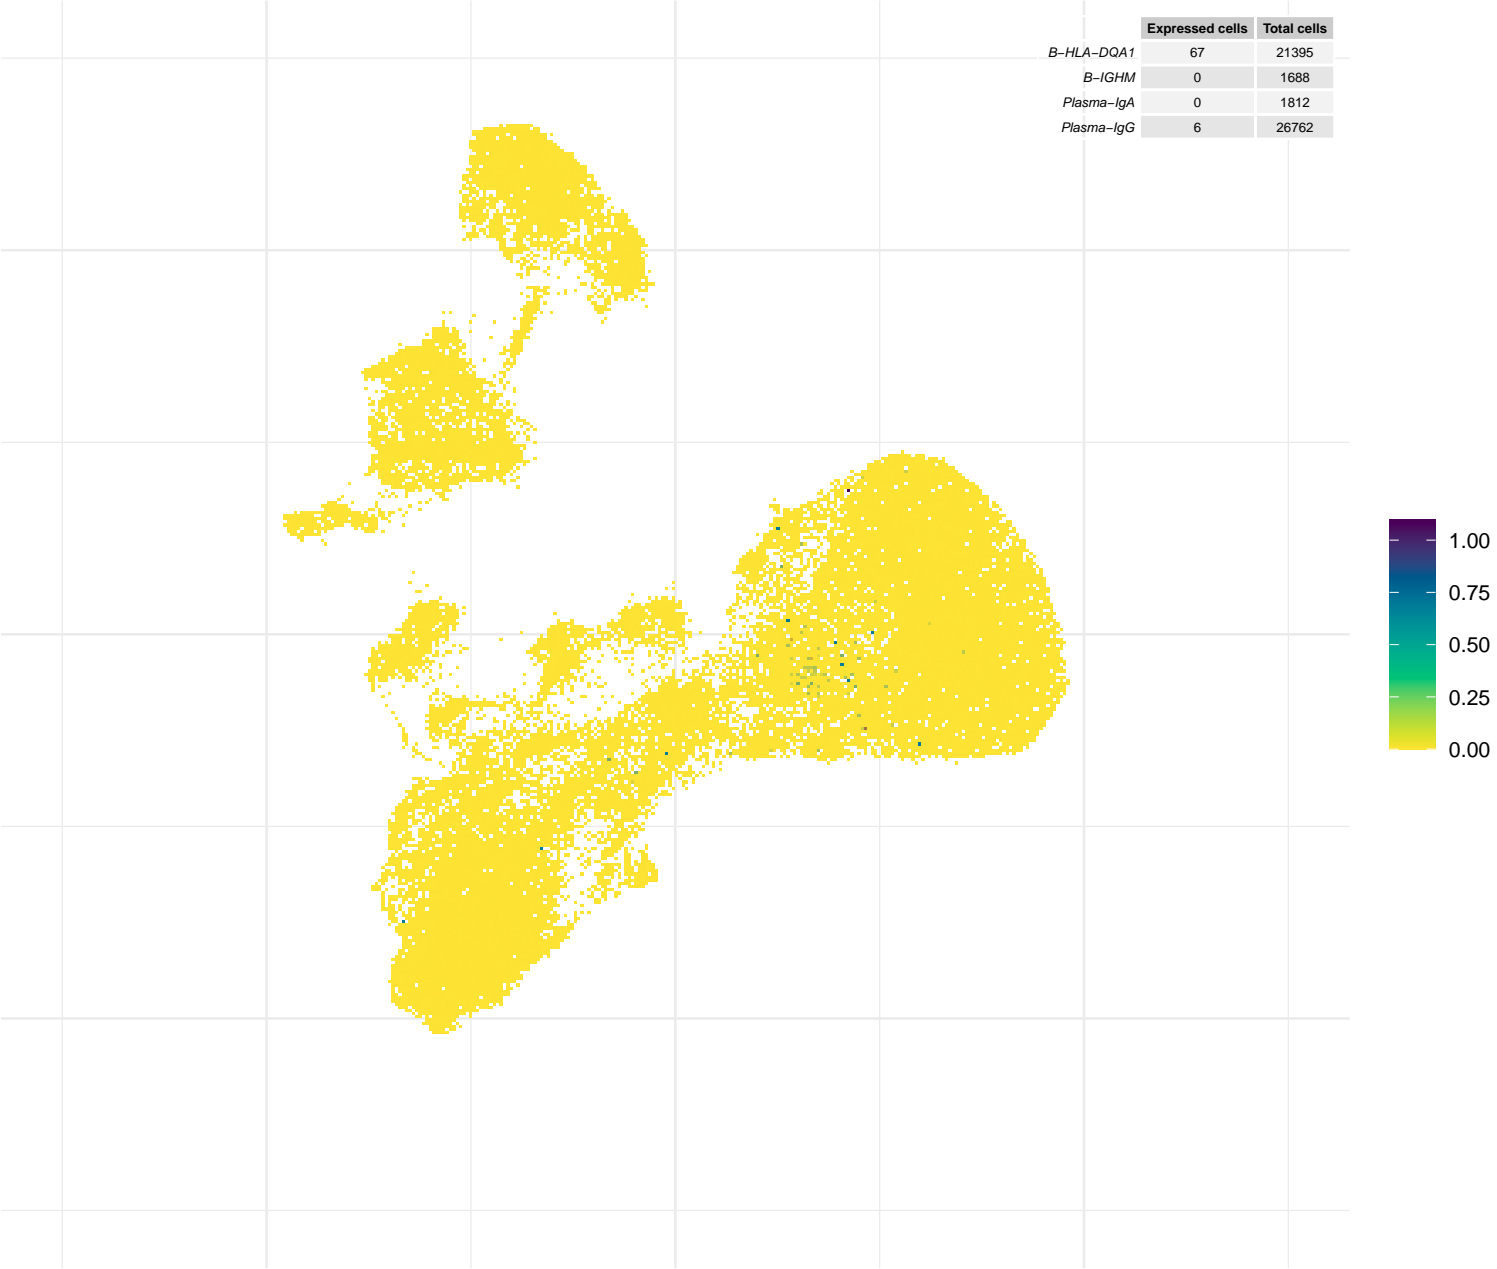 Expressed cells Total cells
B−HLA−DQA1 67 21395
B−IGHM 0 1688
Plasma−IgA 0 1812
Plasma−IgG 6 26762
1.00
0.75
0.50
0.25
0.00